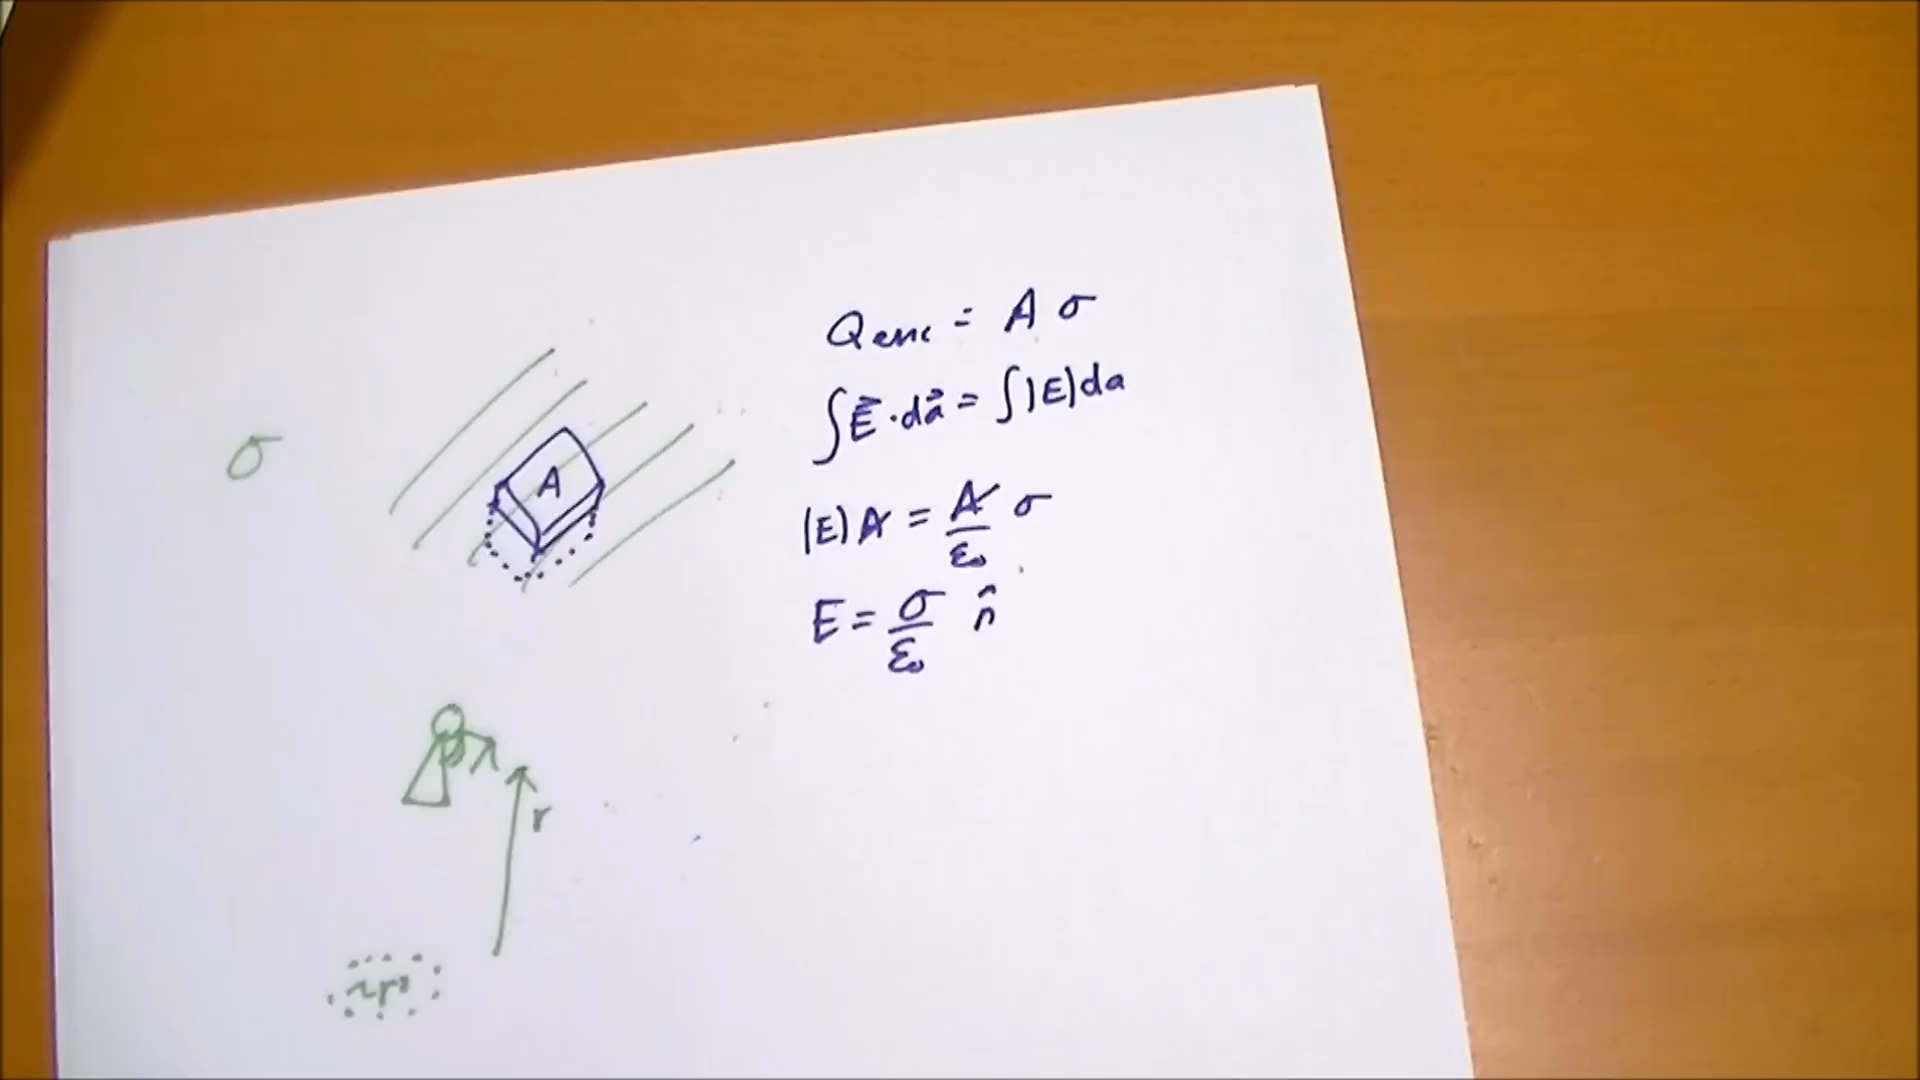 Qenc = A σ
∫E⃗·da⃗ = ∫|E|da
σ
A
|E|A = A/ε₀ σ
E = σ/ε₀ n̂
r